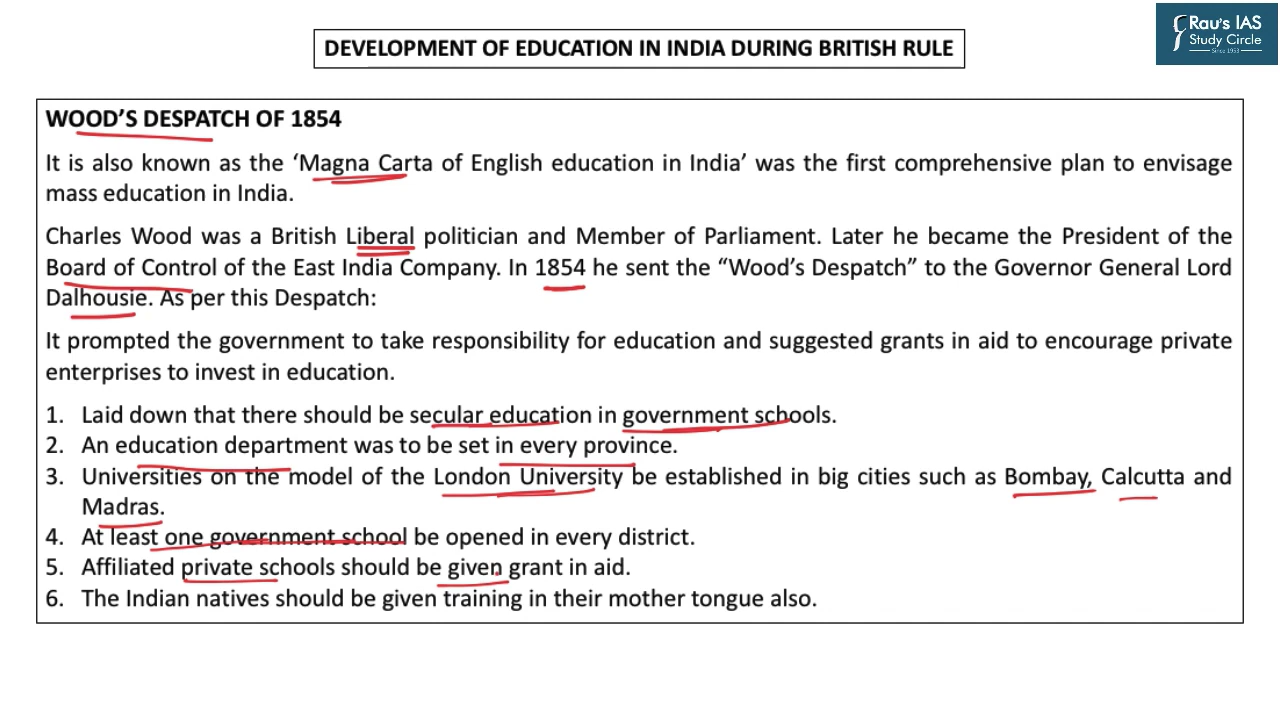 DEVELOPMENT OF EDUCATION IN INDIA DURING BRITISH RULE
Rau's IAS
Study Circle
Since 1953
WOOD'S DESPATCH OF 1854
It is also known as the ‘Magna Carta of English education in India’ was the first comprehensive plan to envisage
mass education in India.
Charles Wood was a British Liberal politician and Member of Parliament. Later he became the President of the
Board of Control of the East India Company. In 1854 he sent the “Wood’s Despatch” to the Governor General Lord
Dalhousie. As per this Despatch:
It prompted the government to take responsibility for education and suggested grants in aid to encourage private
enterprises to invest in education.
1. Laid down that there should be secular education in government schools.
2. An education department was to be set in every province.
3. Universities on the model of the London University be established in big cities such as Bombay, Calcutta and
Madras.
4. At least one government school be opened in every district.
5. Affiliated private schools should be given grant in aid.
6. The Indian natives should be given training in their mother tongue also.